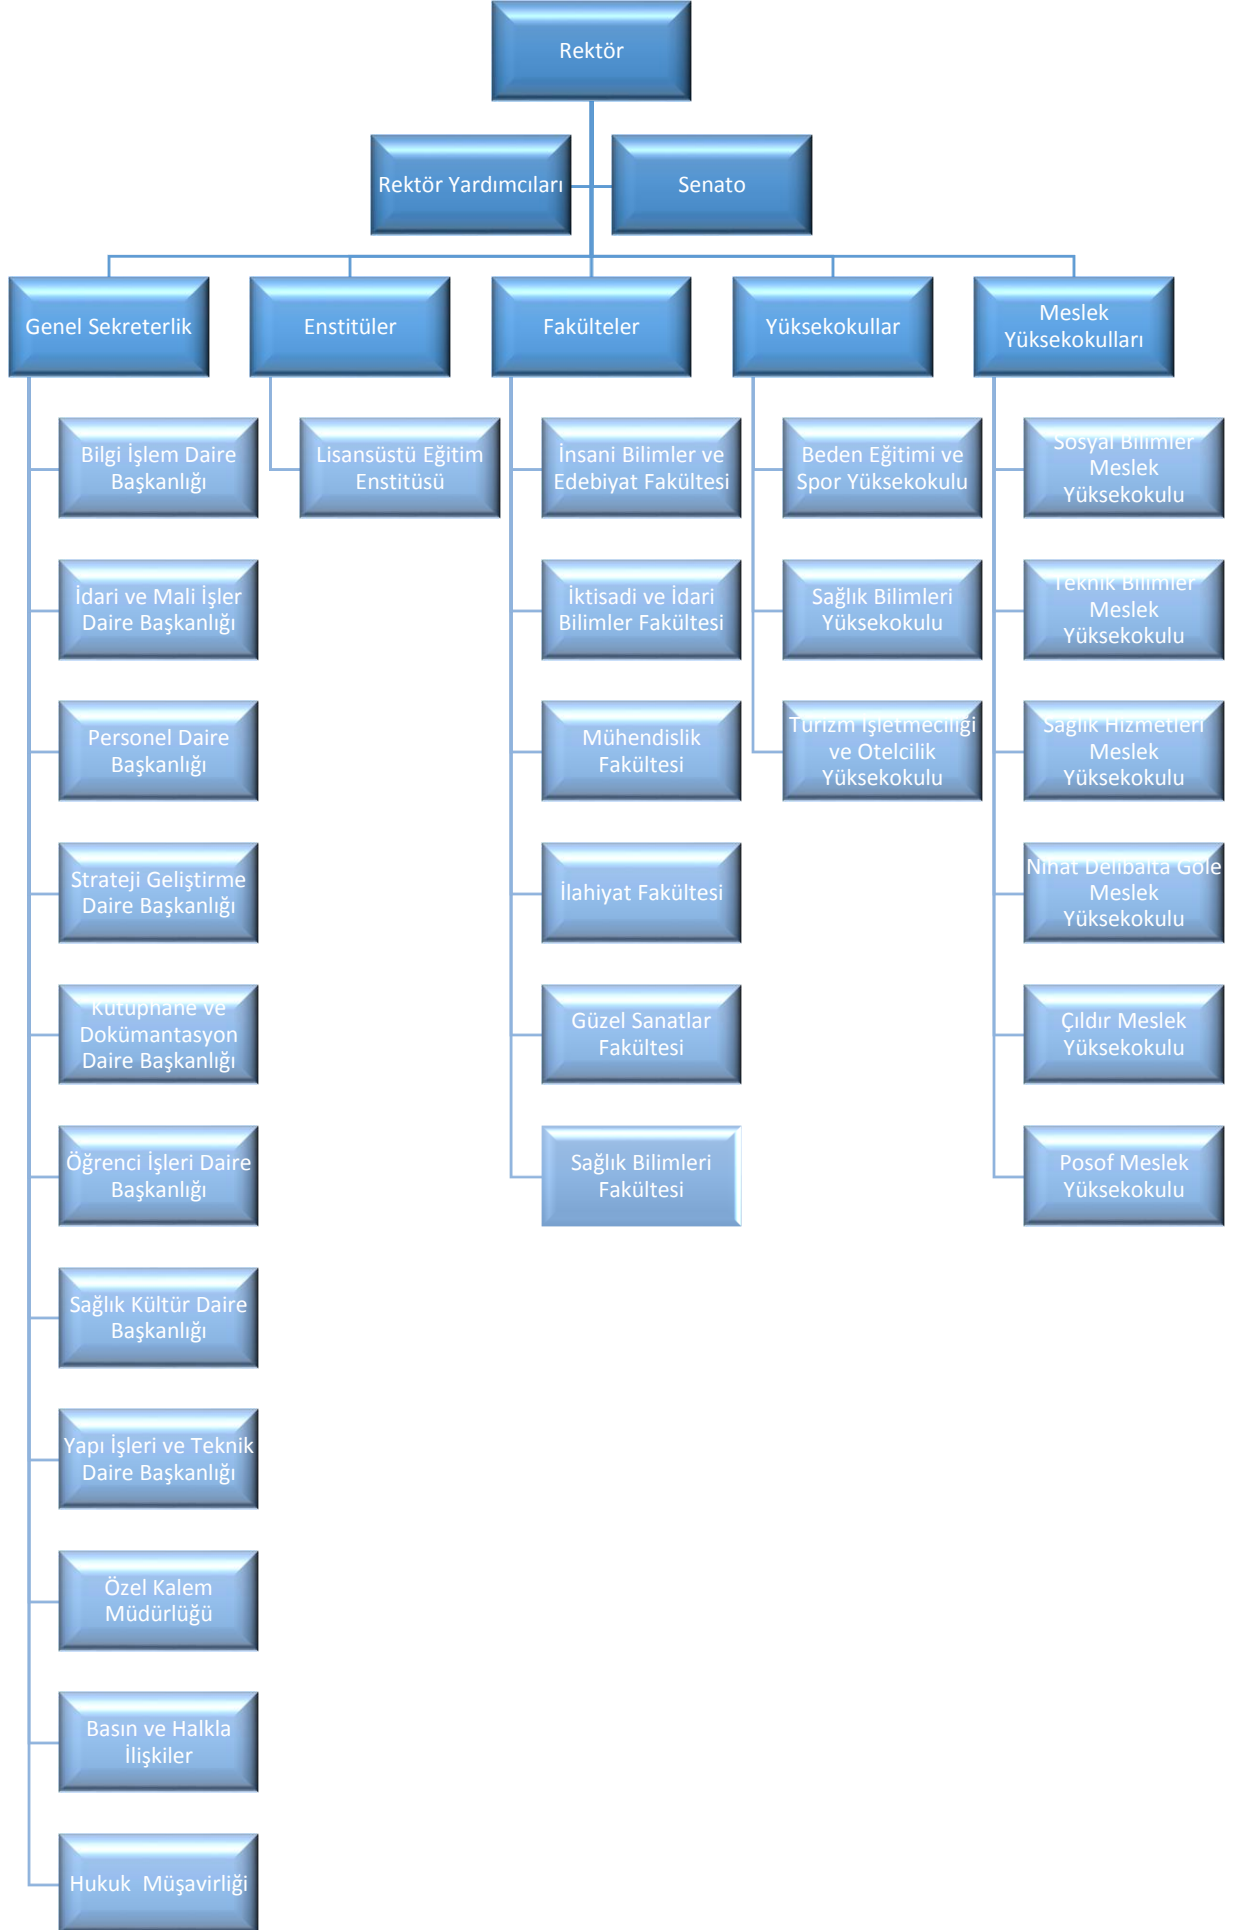 Rektör
Rektör Yardımcıları
Senato
Genel Sekreterlik
Enstitüler
Fakülteler
Yüksekokullar
Meslek
Yüksekokulları
Bilgi İşlem Daire
Başkanlığı
İdari ve Mali İşler
Daire Başkanlığı
Personel Daire
Başkanlığı
Strateji Geliştirme
Daire Başkanlığı
Kütüphane ve
Dokümantasyon
Daire Başkanlığı
Öğrenci İşleri Daire
Başkanlığı
Sağlık Kültür Daire
Başkanlığı
Yapı İşleri ve Teknik
Daire Başkanlığı
Özel Kalem
Müdürlüğü
Basın ve Halkla
İlişkiler
Hukuk  Müşavirliği
Lisansüstü Eğitim
Enstitüsü
İnsani Bilimler ve
Edebiyat Fakültesi
İktisadi ve İdari
Bilimler Fakültesi
Mühendislik
Fakültesi
İlahiyat Fakültesi
Güzel Sanatlar
Fakültesi
Sağlık Bilimleri
Fakültesi
Beden Eğitimi ve
Spor Yüksekokulu
Sağlık Bilimleri
Yüksekokulu
Turizm İşletmeciliği
ve Otelcilik
Yüksekokulu
Sosyal Bilimler
Meslek
Yüksekokulu
Teknik Bilimler
Meslek
Yüksekokulu
Sağlık Hizmetleri
Meslek
Yüksekokulu
Nihat Delibalta Göle
Meslek
Yüksekokulu
Çıldır Meslek
Yüksekokulu
Posof Meslek
Yüksekokulu